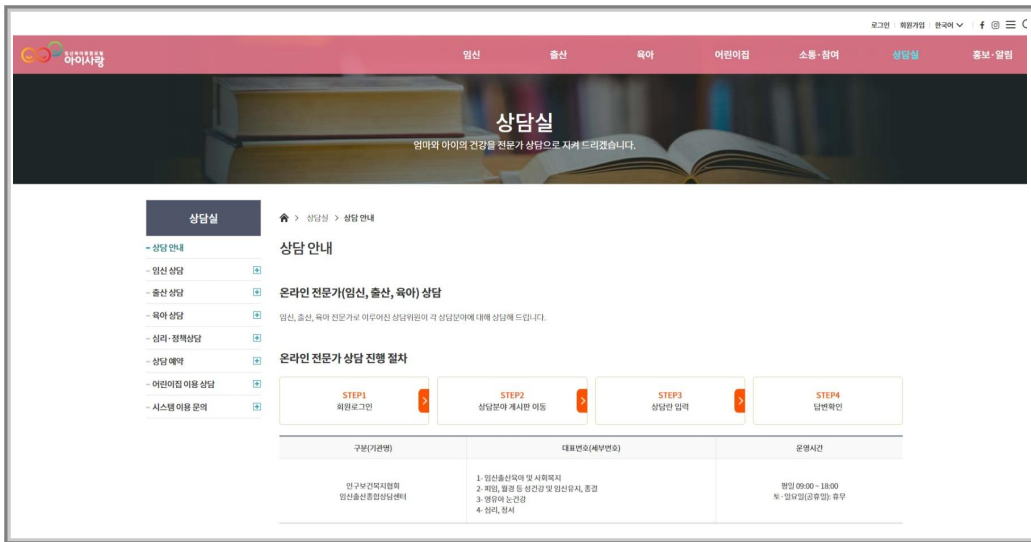 로그인 회원가입 한국어
임신육아종합포털
아이사랑
임신 출산 육아 어린이집 소통·참여 상담실 홍보·알림
상담실
엄마와 아이의 건강을 전문가 상담으로 지켜 드리겠습니다.
상담실
- 상담 안내
- 임신 상담
- 출산 상담
- 육아 상담
- 심리·정책상담
- 상담 예약
- 어린이집 이용 상담
- 시스템 이용 문의
> 상담실 > 상담 안내
상담 안내
온라인 전문가(임신, 출산, 육아) 상담
임신, 출산, 육아 전문가로 이루어진 상담위원이 각 상담분야에 대해 상담해 드립니다.
온라인 전문가 상담 진행 절차
STEP1
회원로그인
STEP2
상담분야 게시판 이동
STEP3
상담란 입력
STEP4
답변확인
구분(기관명) 대표번호(세부번호) 운영시간
인구보건복지협회
임신출산종합상담센터
1- 임신출산육아 및 사회복지
2- 피임, 월경 등 성건강 및 임신유지, 종결
3- 영유아 눈건강
4- 심리, 정서
평일 09:00 ~ 18:00
토·일요일(공휴일): 휴무